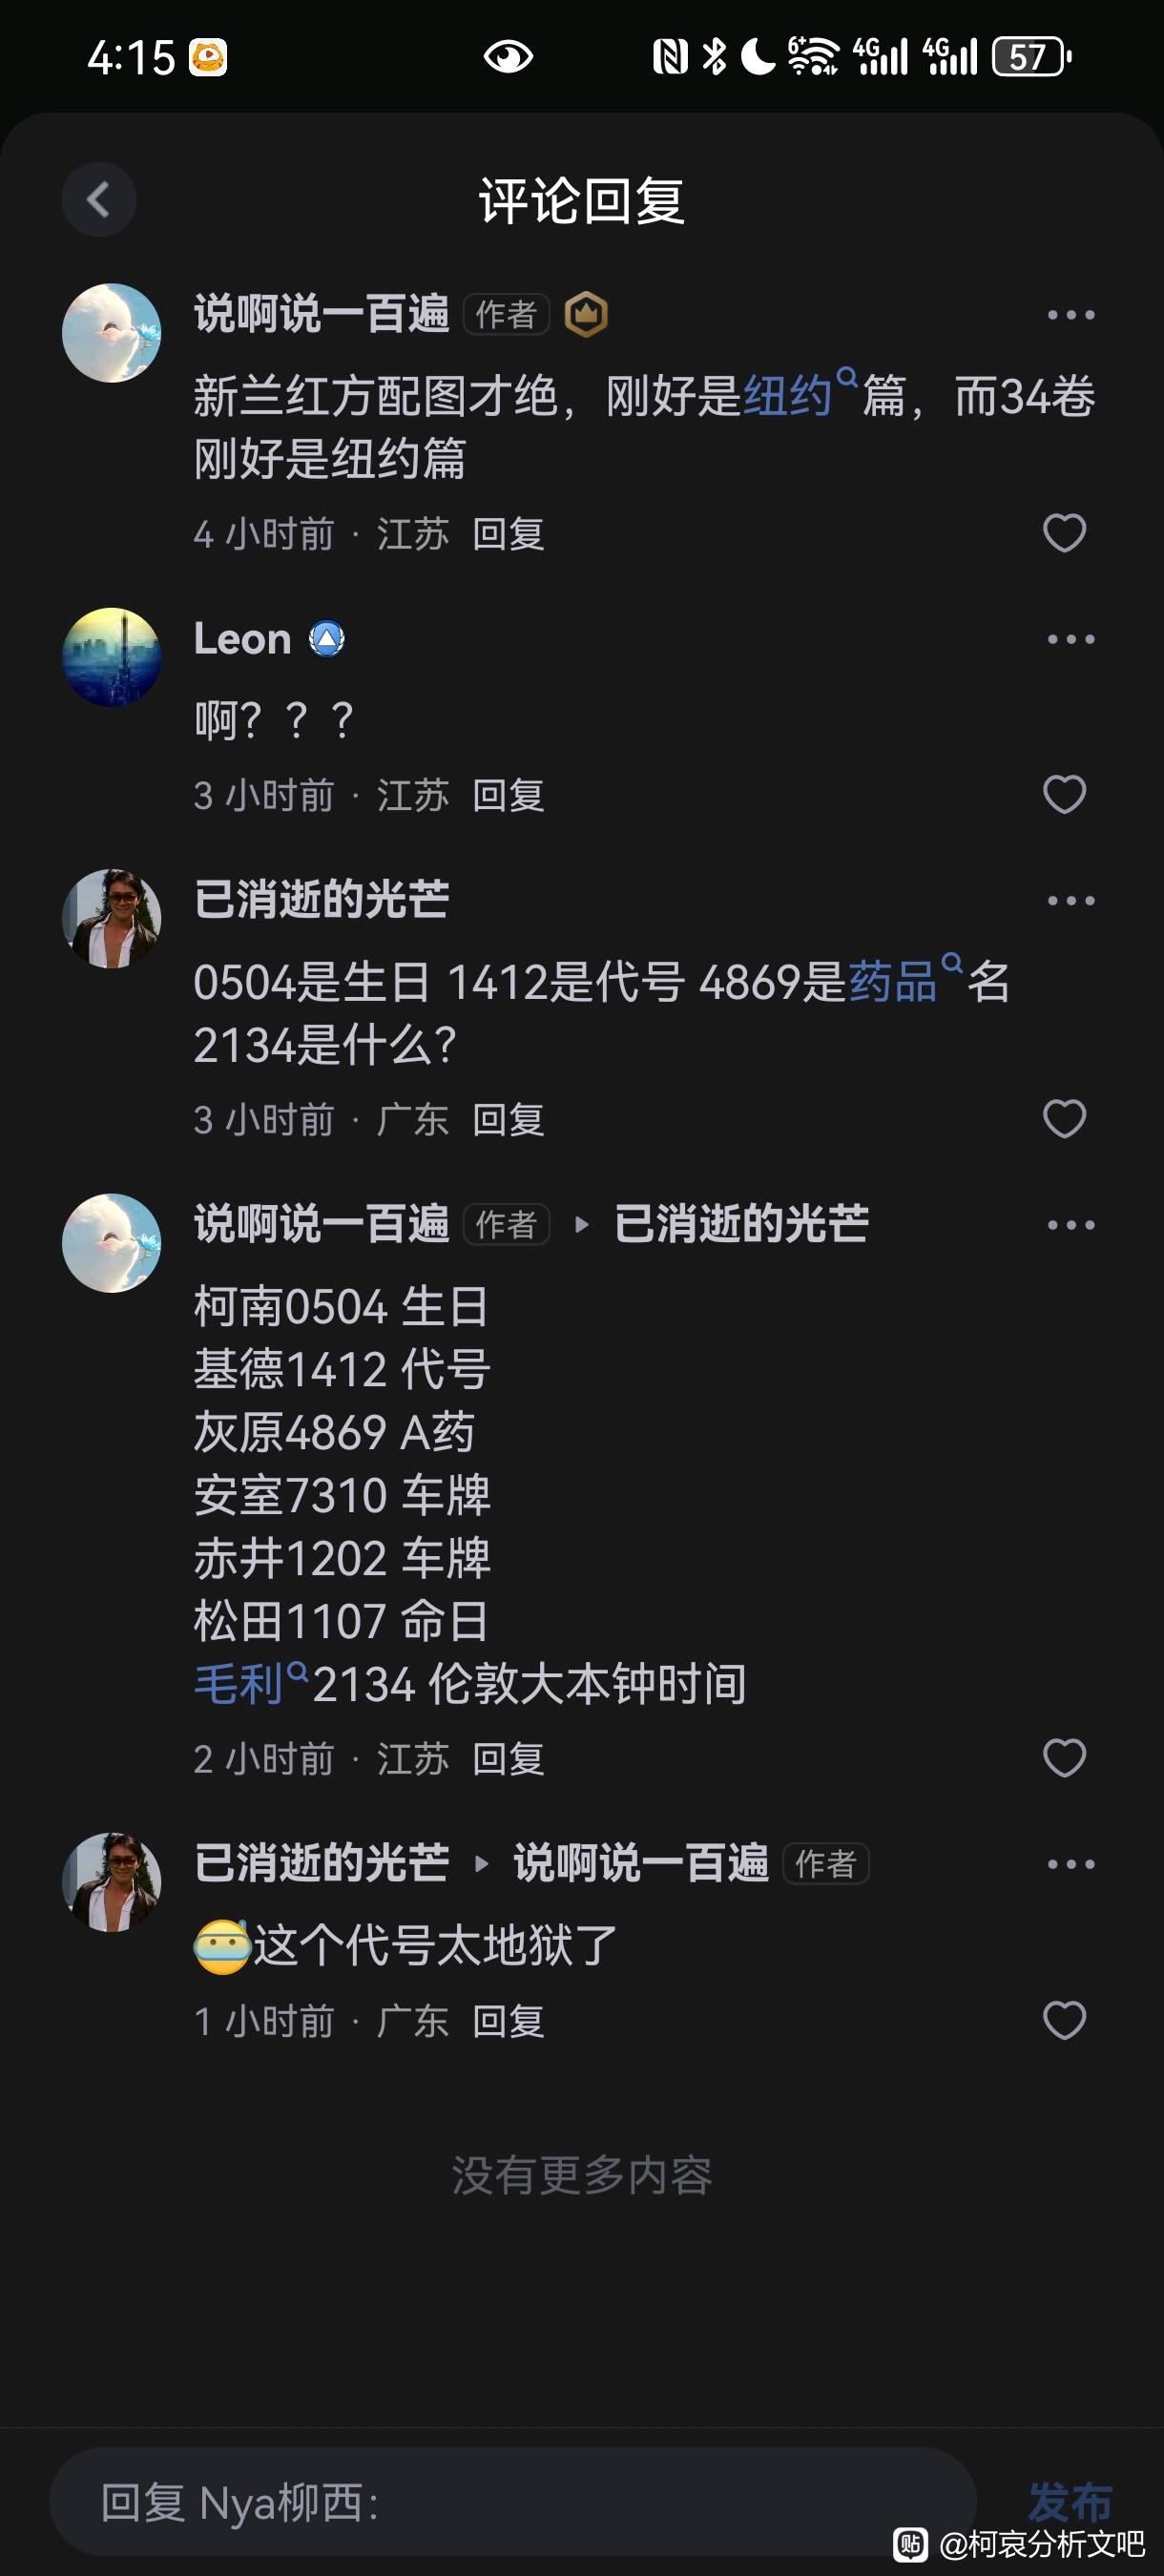 4:15
6+ 4G 4G 57
评论回复
说啊说一百遍 作者
新兰红方配图才绝，刚好是纽约篇，而34卷
刚好是纽约篇
4 小时前 · 江苏 回复
Leon
啊？？？
3 小时前 · 江苏 回复
已消逝的光芒
0504是生日 1412是代号 4869是药品名
2134是什么？
3 小时前 · 广东 回复
说啊说一百遍 作者 ▸ 已消逝的光芒
柯南0504 生日
基德1412 代号
灰原4869 A药
安室7310 车牌
赤井1202 车牌
松田1107 命日
毛利2134 伦敦大本钟时间
2 小时前 · 江苏 回复
已消逝的光芒 ▸ 说啊说一百遍 作者
这个代号太地狱了
1 小时前 · 广东 回复
没有更多内容
回复 Nya柳西：
发布
贴 @柯哀分析文吧